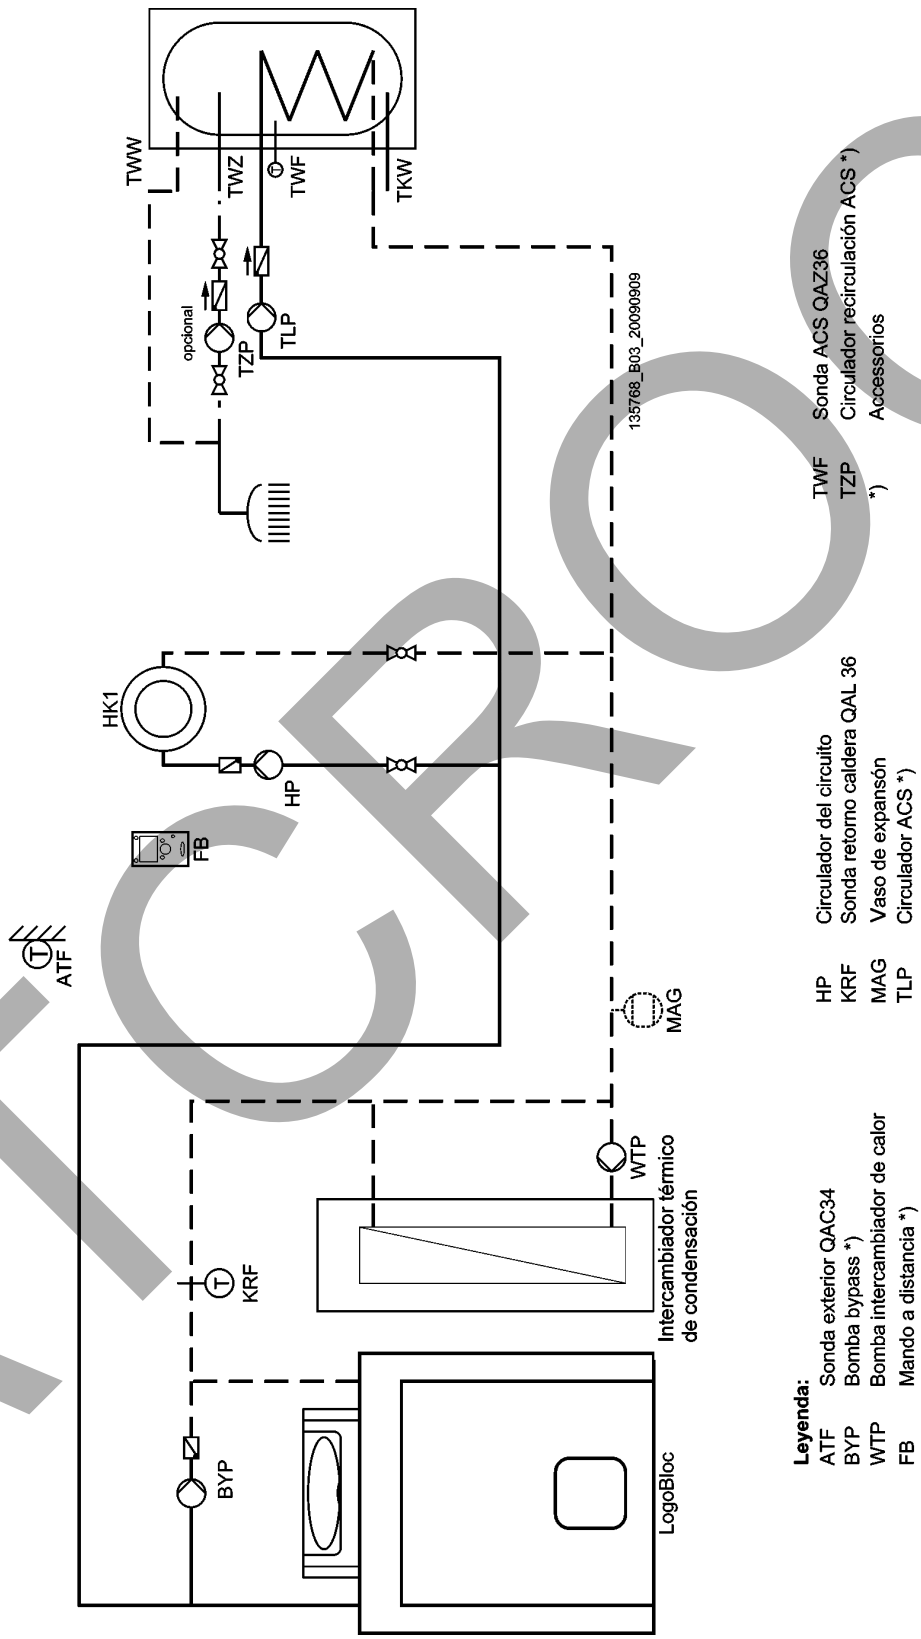 TWW
TWZ
TWF
TKW
T
opcional
TZP
TLP
135768_B03_20090909
HK1
HP
FB
T
ATF
MAG
WTP
T
KRF
BYP
Intercambiador térmico
de condensación
LogoBloc
Leyenda:
ATF Sonda exterior QAC34
BYP Bomba bypass *)
WTP Bomba intercambiador de calor
FB Mando a distancia *)
HP Circulador del circuito
KRF Sonda retorno caldera QAL 36
MAG Vaso de expansón
TLP Circulador ACS *)
TWF Sonda ACS QAZ36
TZP Circulador recirculación ACS *)
*) Accessorios